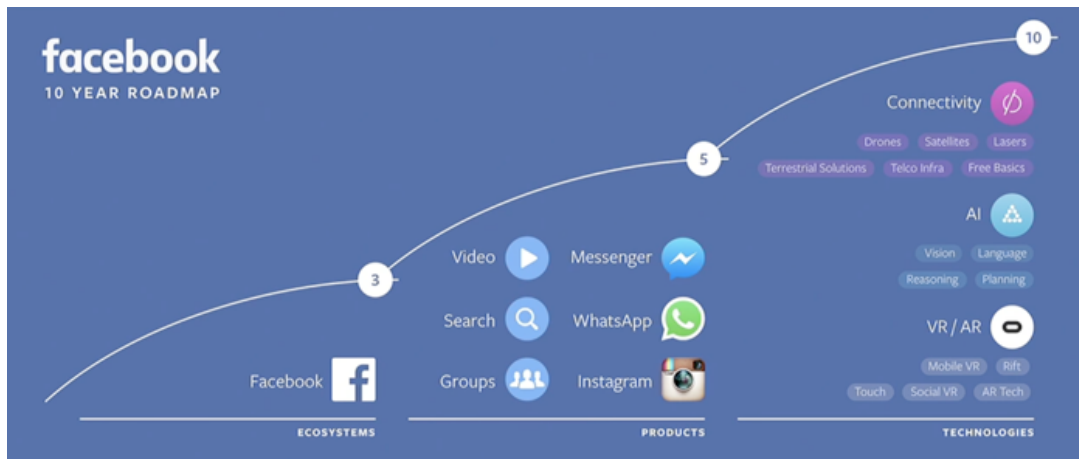 facebook
10 YEAR ROADMAP
3
5
10
Facebook
ECOSYSTEMS
Video
Messenger
Search
WhatsApp
Groups
Instagram
PRODUCTS
Connectivity
Drones Satellites Lasers
Terrestrial Solutions Telco Infra Free Basics
AI
Vision Language
Reasoning Planning
VR / AR
Mobile VR Rift
Touch Social VR AR Tech
TECHNOLOGIES